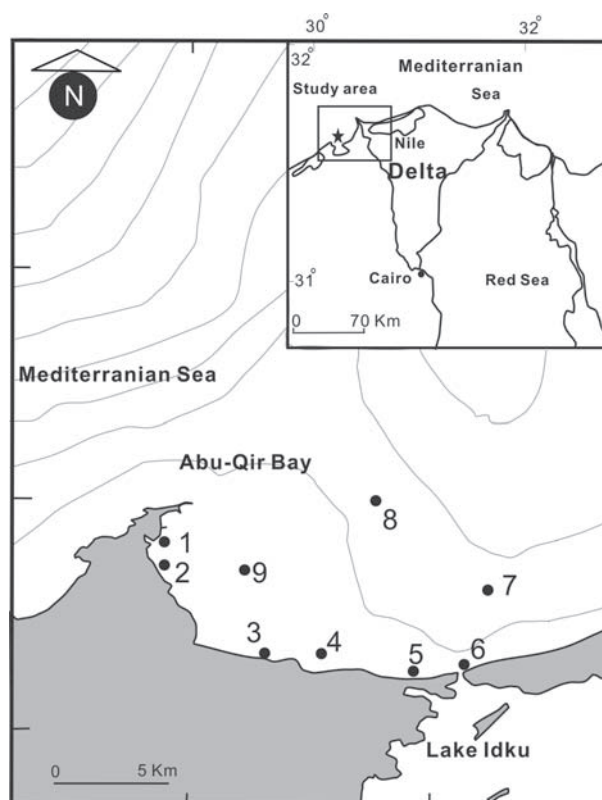 30°
32°
32°
Mediterranian
Sea
Study area
Nile
Delta
Cairo
31°
Red Sea
0 70 Km
N
Mediterranian Sea
Abu-Qir Bay
8
1
2
9
7
3
4
5
6
Lake Idku
0 5 Km